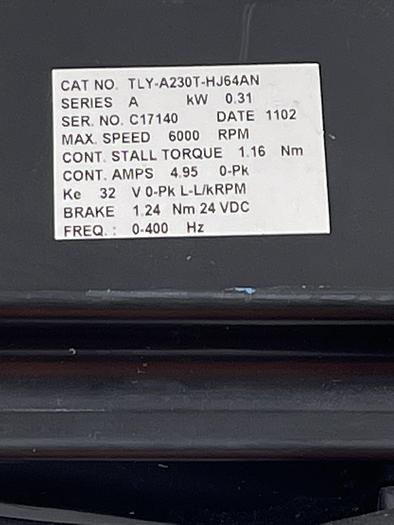 CAT NO. TLY-A230T-HJ64AN
SERIES A kW 0.31
SER. NO. C17140 DATE 1102
MAX. SPEED 6000 RPM
CONT. STALL TORQUE 1.16 Nm
CONT. AMPS 4.95 0-Pk
Ke 32 V 0-Pk L-L/kRPM
BRAKE 1.24 Nm 24 VDC
FREQ. : 0-400 Hz